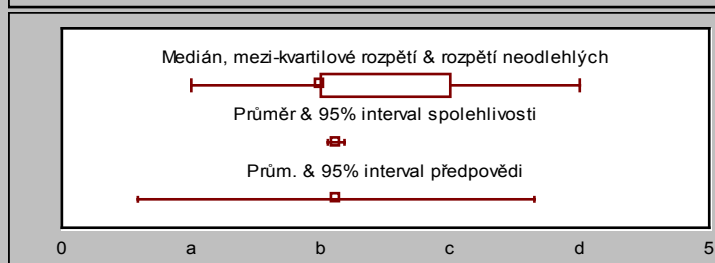 Medián, mezi-kvartilové rozpětí & rozpětí neodlehlých
Průměr & 95% interval spolehlivosti
Prům. & 95% interval předpovědi
0 a b c d 5